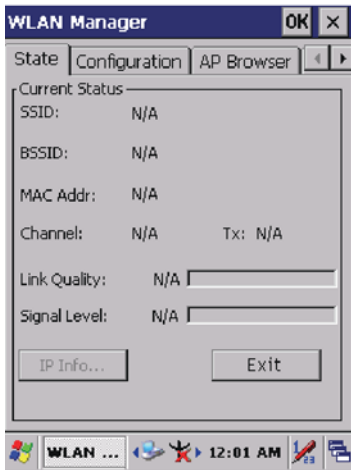 WLAN Manager OK
State Configuration AP Browser
Current Status
SSID: N/A
BSSID: N/A
MAC Addr: N/A
Channel: N/A Tx: N/A
Link Quality: N/A
Signal Level: N/A
IP Info... Exit
WLAN ... 12:01 AM